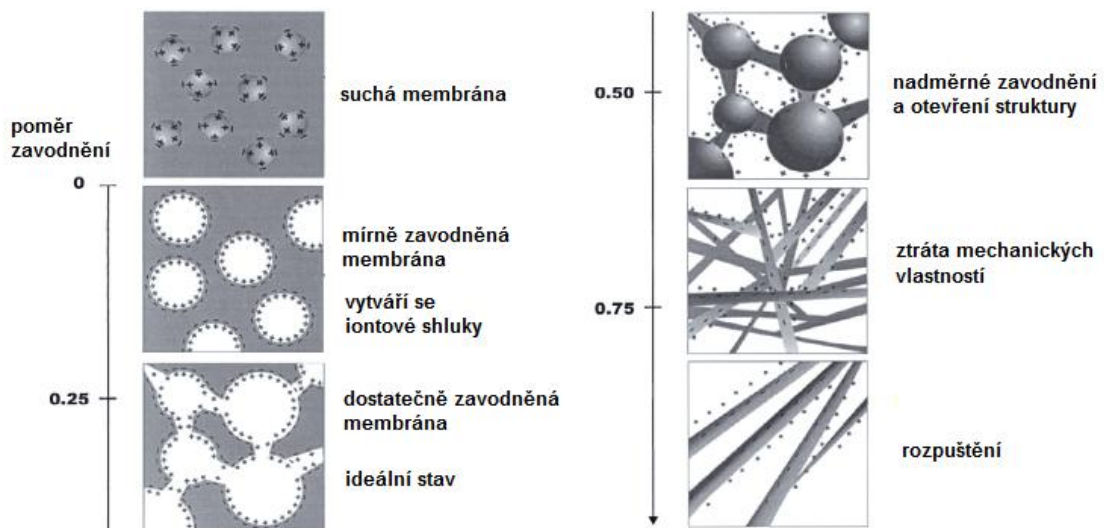 suchá membrána
poměr
zavodnění
0
mírně zavodněná
membrána
vytváří se
iontové shluky
0.25
dostatečně zavodněná
membrána
ideální stav
0.50
nadměrné zavodnění
a otevření struktury
ztráta mechanických
vlastností
0.75
rozpuštění